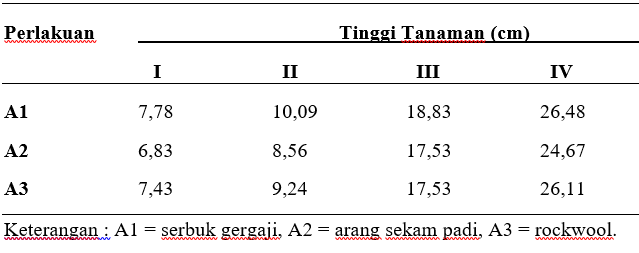 Perlakuan Tinggi Tanaman (cm)
I II III IV
A1 7,78 10,09 18,83 26,48
A2 6,83 8,56 17,53 24,67
A3 7,43 9,24 17,53 26,11
Keterangan : A1 = serbuk gergaji, A2 = arang sekam padi, A3 = rockwool.